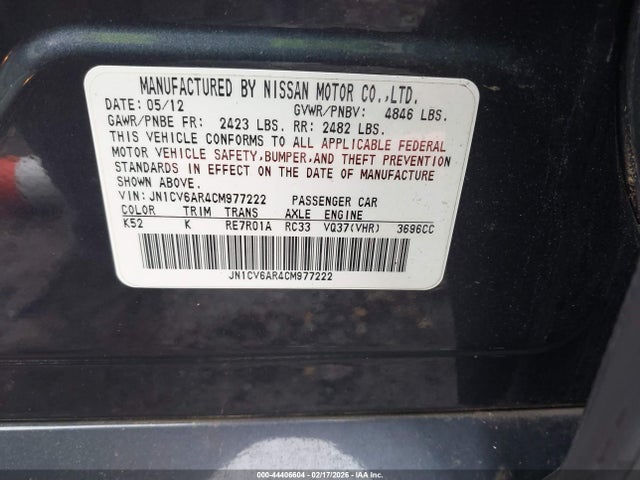 MANUFACTURED BY NISSAN MOTOR CO.,LTD.
DATE: 05/12 GVWR/PNBV: 4846 LBS.
GAWR/PNBE FR: 2423 LBS. RR: 2482 LBS.
THIS VEHICLE CONFORMS TO ALL APPLICABLE FEDERAL
MOTOR VEHICLE SAFETY,BUMPER,AND THEFT PREVENTION
STANDARDS IN EFFECT ON THE DATE OF MANUFACTURE
SHOWN ABOVE.
VIN: JN1CV6AR4CM977222 PASSENGER CAR
COLOR TRIM TRANS AXLE ENGINE
K52 K RE7R01A RC33 VQ37(VHR) 3696CC
JN1CV6AR4CM977222
000-44406604 - 02/17/2026 - IAAI.COM